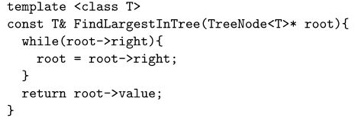 template <class T>
const T& FindLargestInTree(TreeNode<T>* root){
  while(root->right){
    root = root->right;
  }
  return root->value;
}